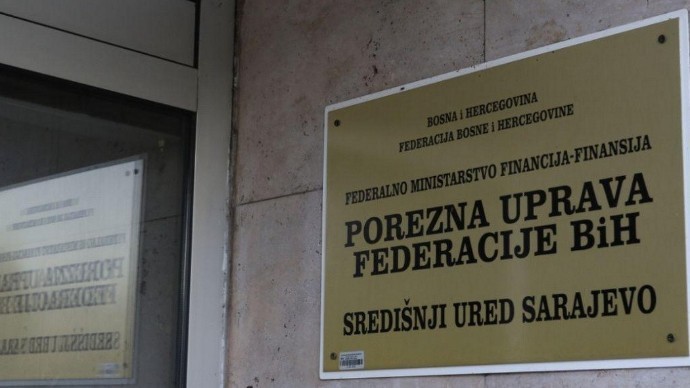 BOSNA i HERCEGOVINA
FEDERACIJA BOSNE i HERCEGOVINE
FEDERALNO MINISTARSTVO FINANCIJA-FINANSIJA
POREZNA UPRAVA
FEDERACIJE BiH
SREDIŠNJI URED SARAJEVO